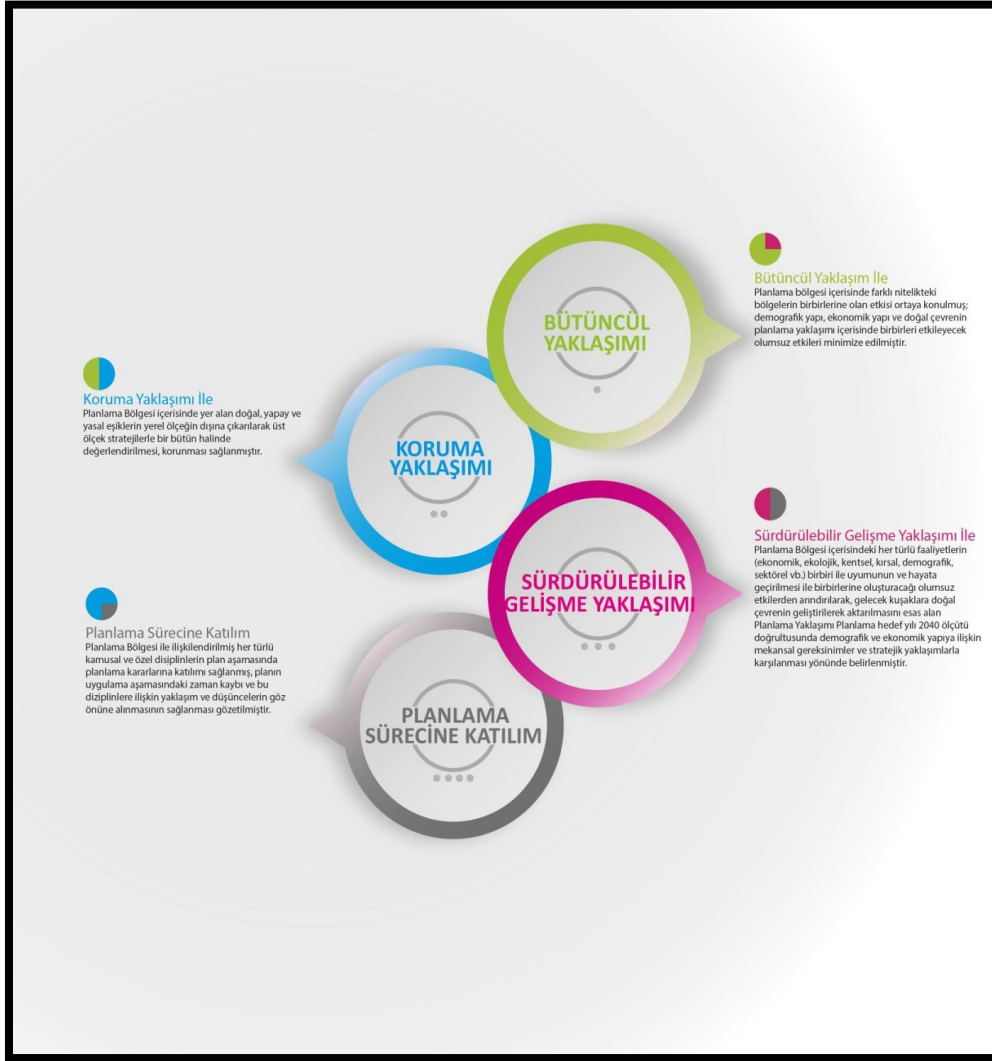 BÜTÜNCÜL
YAKLAŞIMI
Bütüncül Yaklaşım İle
Planlama bölgesi içerisinde farklı nitelikteki
bölgelerin birbirlerine olan etkisi ortaya konulmuş;
demografik yapı, ekonomik yapı ve doğal çevrenin
planlama yaklaşımı içerisinde birbirleri etkileyecek
olumsuz etkileri minimize edilmiştir.
Koruma Yaklaşımı İle
Planlama Bölgesi içerisinde yer alan doğal, yapay ve
yasal eşiklerin yerel ölçeğin dışına çıkarılarak üst
ölçek stratejilerle bir bütün halinde
değerlendirilmesi, korunması sağlanmıştır.
KORUMA
YAKLAŞIMI
SÜRDÜRÜLEBİLİR
GELİŞME YAKLAŞIMI
Sürdürülebilir Gelişme Yaklaşımı İle
Planlama Bölgesi içerisindeki her türlü faaliyetlerin
(ekonomik, ekolojik, kentsel, kırsal, demografik,
sektörel vb.) birbiri ile uyumunun ve hayata
geçirilmesi ile birbirlerine oluşturacağı olumsuz
etkilerden arındırılarak, gelecek kuşaklara doğal
çevrenin geliştirilerek aktarılmasını esas alan
Planlama Yaklaşımı Planlama hedef yılı 2040 ölçütü
doğrultusunda demografik ve ekonomik yapıya ilişkin
mekansal gereksinimler ve stratejik yaklaşımlarla
karşılanması yönünde belirlenmiştir.
Planlama Sürecine Katılım
Planlama Bölgesi ile ilişkilendirilmiş her türlü
kamusal ve özel disiplinlerin plan aşamasında
planlama kararlarına katılımı sağlanmış, planın
uygulama aşamasındaki zaman kaybı ve bu
diziplinlere ilişkin yaklaşım ve düşüncelerin göz
önüne alınmasının sağlanması gözetilmiştir.
PLANLAMA
SÜRECİNE KATILIM